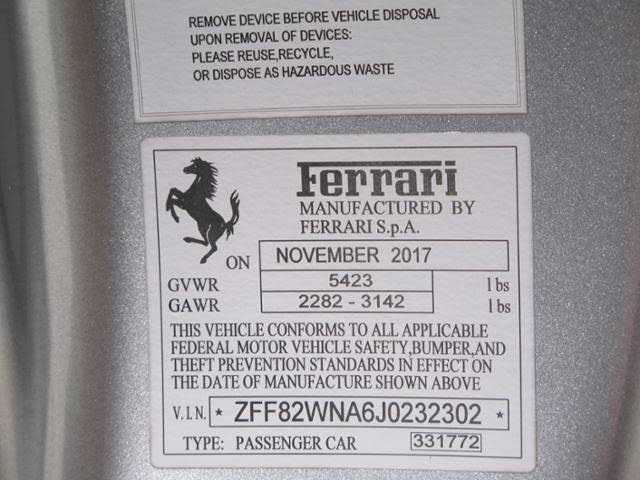 REMOVE DEVICE BEFORE VEHICLE DISPOSAL
UPON REMOVAL OF DEVICES:
PLEASE REUSE,RECYCLE,
OR DISPOSE AS HAZARDOUS WASTE
Ferrari
MANUFACTURED BY
FERRARI S.p.A.
ON NOVEMBER 2017
GVWR 5423 lbs
GAWR 2282 - 3142 lbs
THIS VEHICLE CONFORMS TO ALL APPLICABLE
FEDERAL MOTOR VEHICLE SAFETY,BUMPER,AND
THEFT PREVENTION STANDARDS IN EFFECT ON
THE DATE OF MANUFACTURE SHOWN ABOVE
V.I.N. * ZFF82WNA6J0232302 *
TYPE: PASSENGER CAR 331772